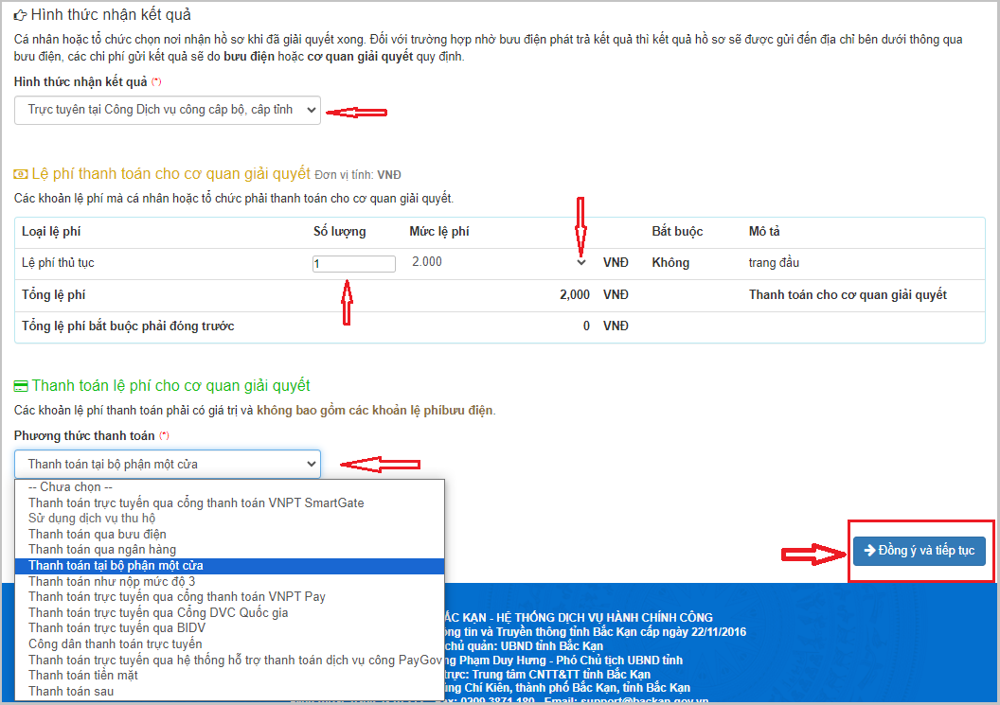 Hình thức nhận kết quả
Cá nhân hoặc tổ chức chọn nơi nhận hồ sơ khi đã giải quyết xong. Đối với trường hợp nhờ bưu điện phát trả kết quả thì kết quả hồ sơ sẽ được gửi đến địa chỉ bên dưới thông qua
bưu điện, các chi phí gửi kết quả sẽ do bưu điện hoặc cơ quan giải quyết quy định.
Hình thức nhận kết quả (*)
Trực tuyến tại Cổng Dịch vụ công cấp bộ, cấp tỉnh
Lệ phí thanh toán cho cơ quan giải quyết Đơn vị tính: VNĐ
Các khoản lệ phí mà cá nhân hoặc tổ chức phải thanh toán cho cơ quan giải quyết.
Loại lệ phí Số lượng Mức lệ phí Bắt buộc Mô tả
Lệ phí thủ tục 1 2.000 VNĐ Không trang đầu
Tổng lệ phí 2,000 VNĐ Thanh toán cho cơ quan giải quyết
Tổng lệ phí bắt buộc phải đóng trước 0 VNĐ
Thanh toán lệ phí cho cơ quan giải quyết
Các khoản lệ phí thanh toán phải có giá trị và không bao gồm các khoản lệ phíbưu điện.
Phương thức thanh toán (*)
Thanh toán tại bộ phận một cửa
-- Chưa chọn --
Thanh toán trực tuyến qua cổng thanh toán VNPT SmartGate
Sử dụng dịch vụ thu hộ
Thanh toán qua bưu điện
Thanh toán qua ngân hàng
Thanh toán tại bộ phận một cửa
Thanh toán như nộp mức độ 3
Thanh toán trực tuyến qua cổng thanh toán VNPT Pay
Thanh toán trực tuyến qua Cổng DVC Quốc gia
Thanh toán trực tuyến qua BIDV
Công dân thanh toán trực tuyến
Thanh toán trực tuyến qua hệ thống hỗ trợ thanh toán dịch vụ công PayGov
Thanh toán tiền mặt
Thanh toán sau
Đồng ý và tiếp tục
ẮC KẠN - HỆ THỐNG DỊCH VỤ HÀNH CHÍNH CÔNG
ông tin và Truyền thông tỉnh Bắc Kạn cấp ngày 22/11/2016
chủ quản: UBND tỉnh Bắc Kạn
ng Phạm Duy Hưng - Phó Chủ tịch UBND tỉnh
trực: Trung tâm CNTT&TT tỉnh Bắc Kạn
ùng Chí Kiên, thành phố Bắc Kạn, tỉnh Bắc Kạn
Fax: 0209 3871 180 - Email: support@backan.gov.vn